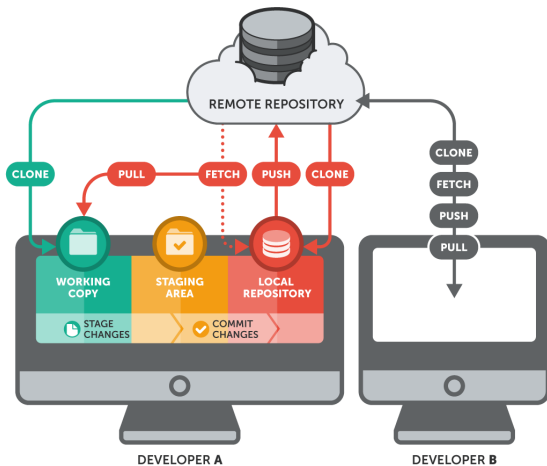 REMOTE REPOSITORY
CLONE
PULL
FETCH
PUSH
CLONE
CLONE
FETCH
PUSH
PULL
WORKING
COPY
STAGING
AREA
LOCAL
REPOSITORY
STAGE
CHANGES
COMMIT
CHANGES
DEVELOPER A
DEVELOPER B